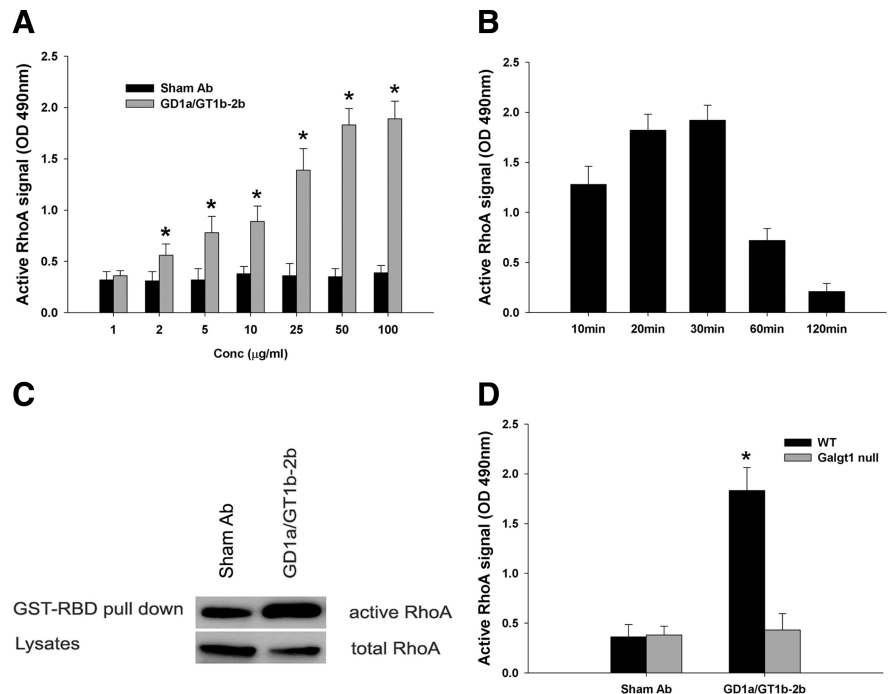 A
Active RhoA signal (OD 490nm)
2.5
2.0
1.5
1.0
0.5
0.0
Sham Ab
GD1a/GT1b-2b
*
*
*
*
*
*
1 2 5 10 25 50 100
Conc (μg/ml)
B
Active RhoA signal (OD 490nm)
2.5
2.0
1.5
1.0
0.5
0.0
10min 20min 30min 60min 120min
C
Sham Ab
GD1a/GT1b-2b
GST-RBD pull down active RhoA
Lysates total RhoA
D
Active RhoA signal (OD 490nm)
2.5
2.0
1.5
1.0
0.5
0.0
WT
Galgt1 null
*
Sham Ab GD1a/GT1b-2b